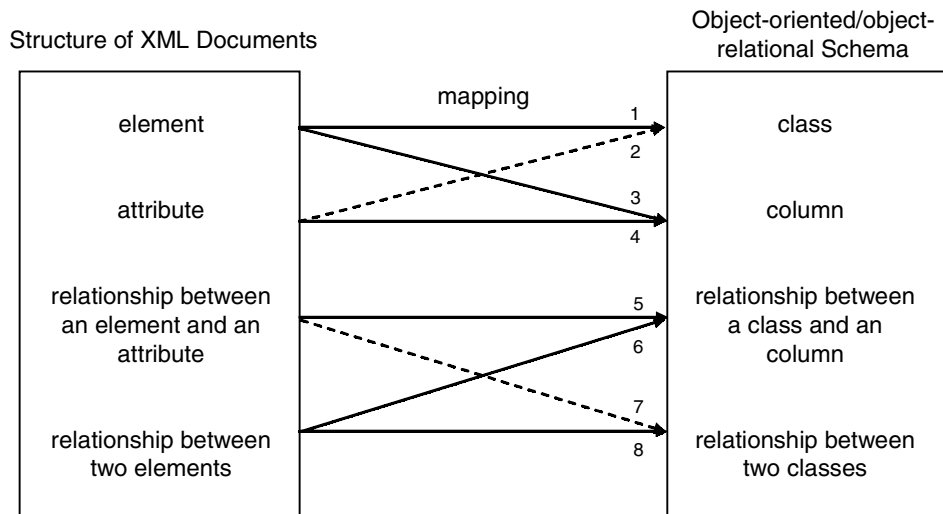 Structure of XML Documents
Object-oriented/object-
relational Schema
mapping
element
attribute
relationship between
an element and an
attribute
relationship between
two elements
1
2
3
4
5
6
7
8
class
column
relationship between
a class and an
column
relationship between
two classes